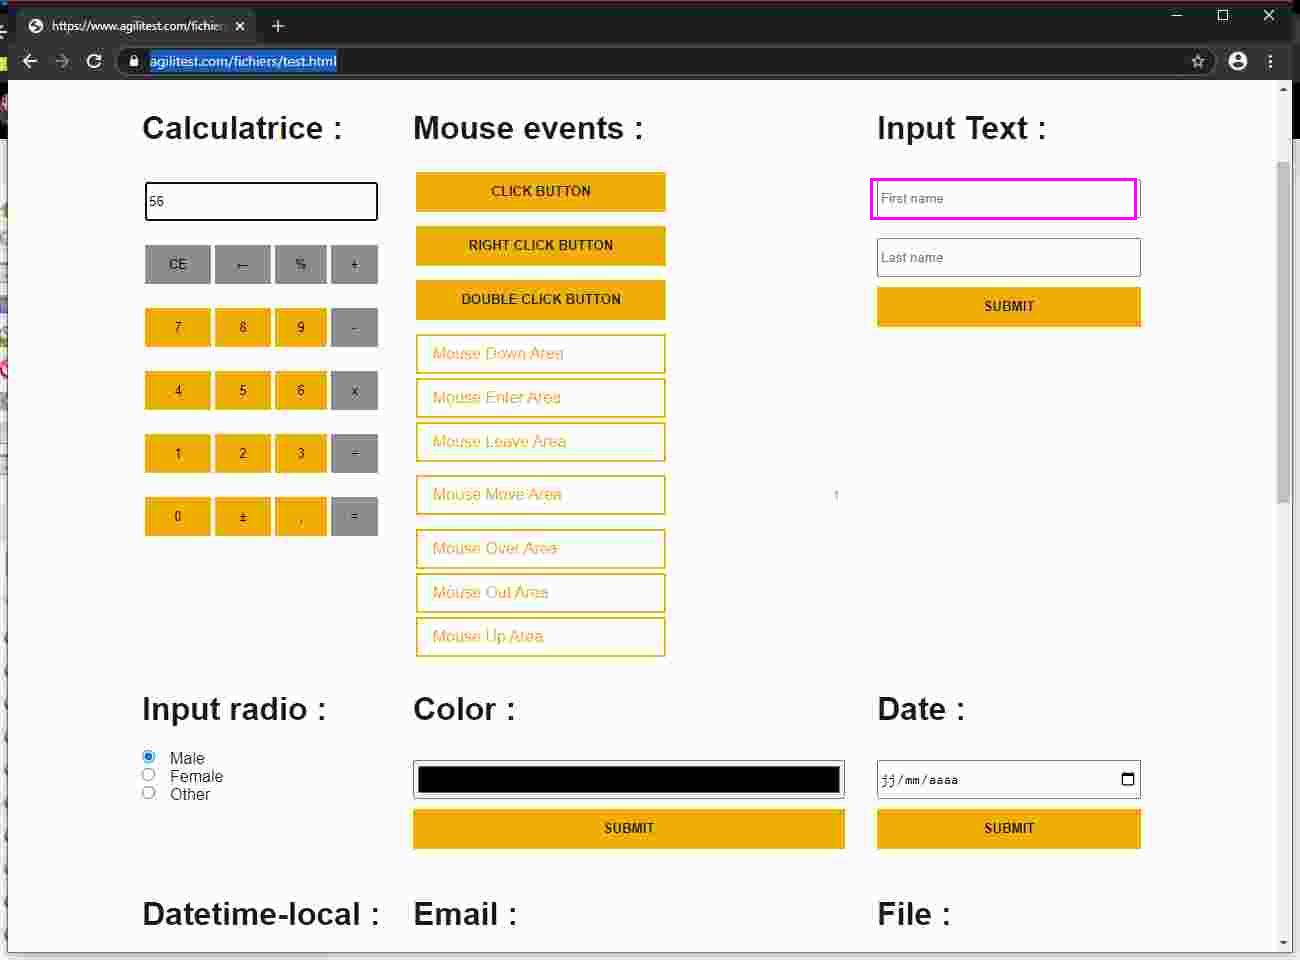 https://www.agilitest.com/fichier
agilitest.com/fichiers/test.html
Calculatrice :
56
CE ← % +
7 8 9 -
4 5 6 x
1 2 3 ÷
0 ± , =
Mouse events :
CLICK BUTTON
RIGHT CLICK BUTTON
DOUBLE CLICK BUTTON
Mouse Down Area
Mouse Enter Area
Mouse Leave Area
Mouse Move Area
Mouse Over Area
Mouse Out Area
Mouse Up Area
Input Text :
First name
Last name
SUBMIT
Input radio :
Male
Female
Other
Color :
SUBMIT
Date :
jj/mm/aaaa
SUBMIT
Datetime-local :
Email :
File :